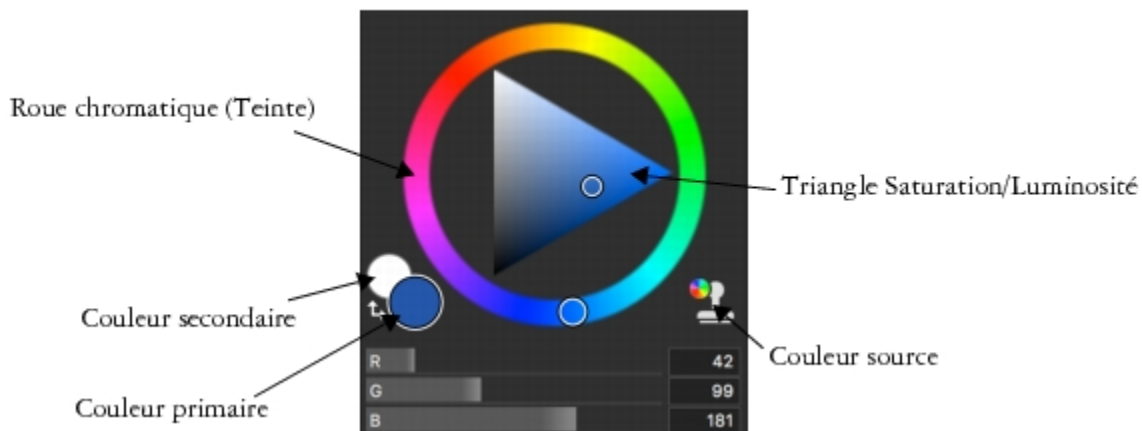 Roue chromatique (Teinte)
Triangle Saturation/Luminosité
Couleur secondaire
Couleur source
Couleur primaire
R 42
G 99
B 181